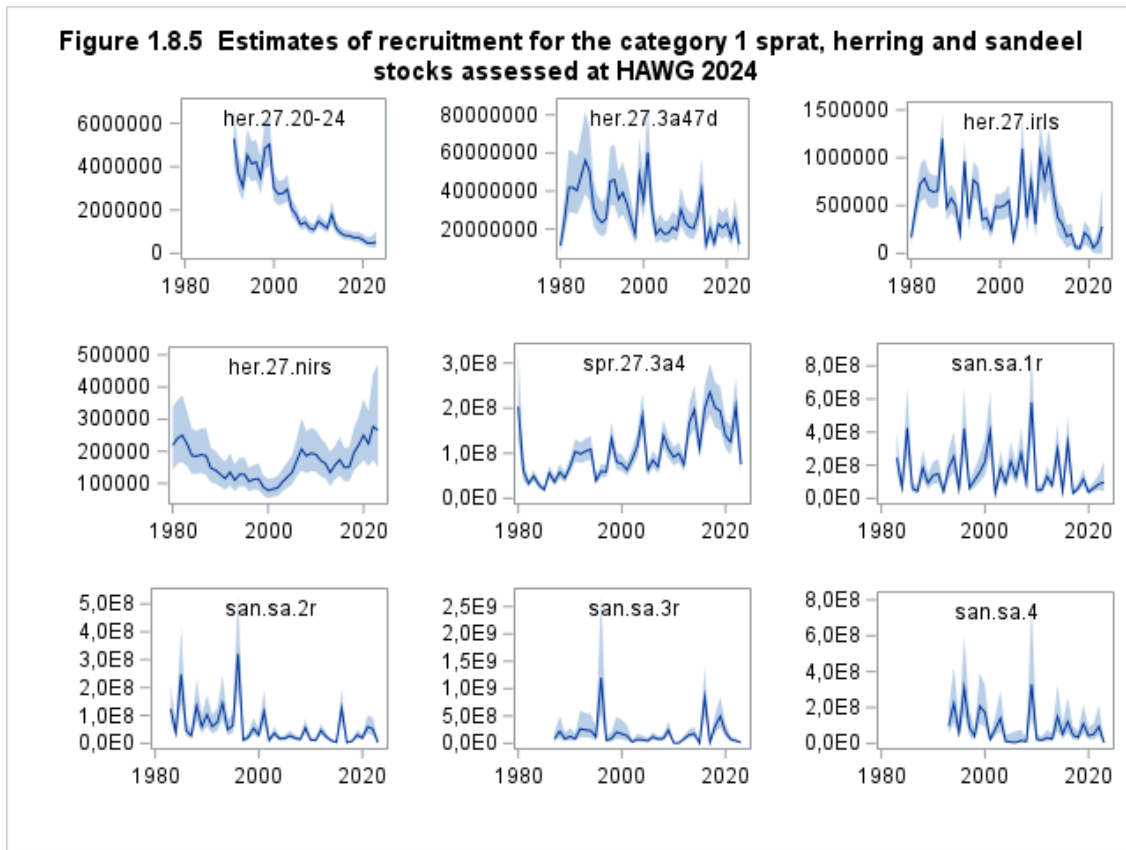 Figure 1.8.5 Estimates of recruitment for the category 1 sprat, herring and sandeel
stocks assessed at HAWG 2024
her.27.20-24
6000000
4000000
2000000
0
1980 2000 2020
her.27.3a47d
80000000
60000000
40000000
20000000
1980 2000 2020
her.27.irls
1500000
1000000
500000
0
1980 2000 2020
her.27.nirs
500000
400000
300000
200000
100000
1980 2000 2020
spr.27.3a4
3,0E8
2,0E8
1,0E8
0,0E0
1980 2000 2020
san.sa.1r
8,0E8
6,0E8
4,0E8
2,0E8
0,0E0
1980 2000 2020
san.sa.2r
5,0E8
4,0E8
3,0E8
2,0E8
1,0E8
0,0E0
1980 2000 2020
san.sa.3r
2,5E9
2,0E9
1,5E9
1,0E9
5,0E8
0,0E0
1980 2000 2020
san.sa.4
8,0E8
6,0E8
4,0E8
2,0E8
0,0E0
1980 2000 2020